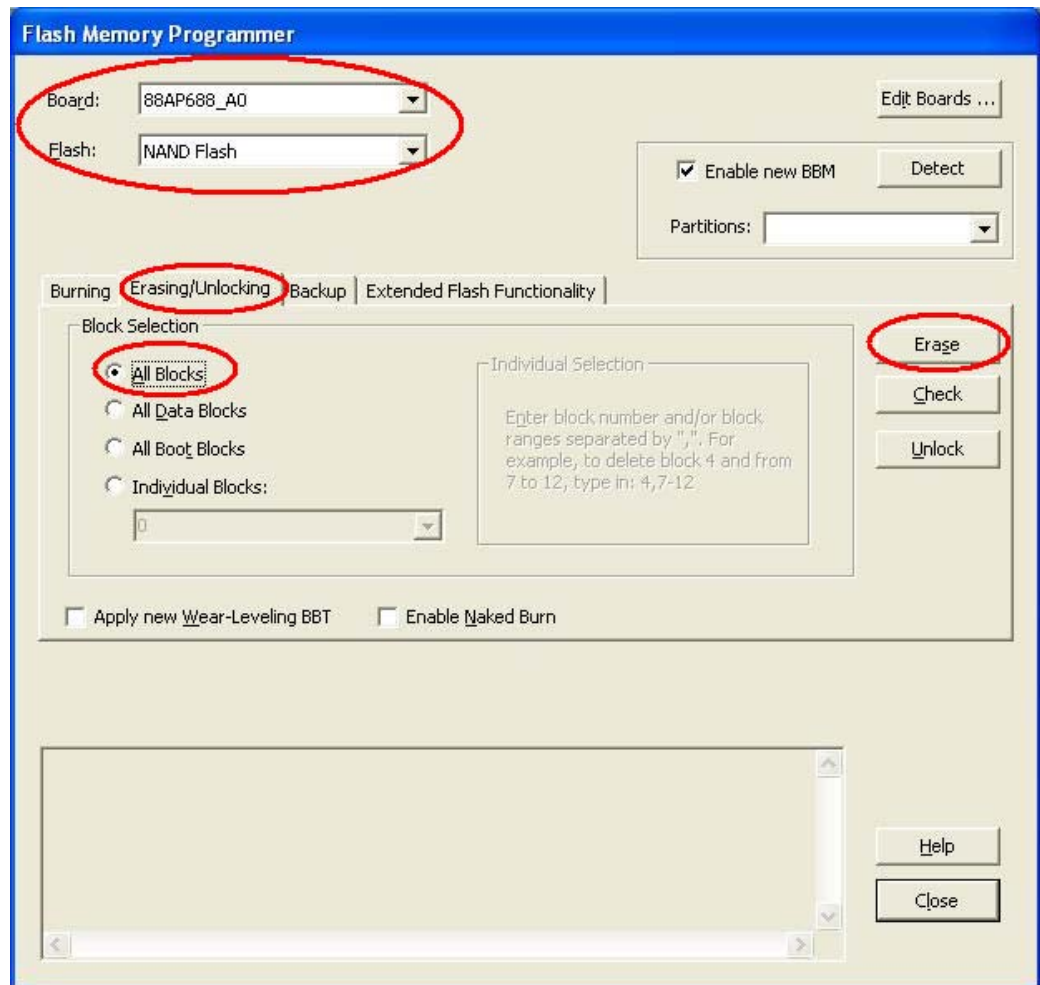 Flash Memory Programmer
Board: 88AP688_A0
Edit Boards ...
Flash: NAND Flash
Enable new BBM
Detect
Partitions:
Burning Erasing/Unlocking Backup Extended Flash Functionality
Block Selection
All Blocks
All Data Blocks
All Boot Blocks
Individual Blocks:
0
Individual Selection
Enter block number and/or block
ranges separated by ",". For
example, to delete block 4 and from
7 to 12, type in: 4,7-12
Erase
Check
Unlock
Apply new Wear-Leveling BBT
Enable Naked Burn
Help
Close